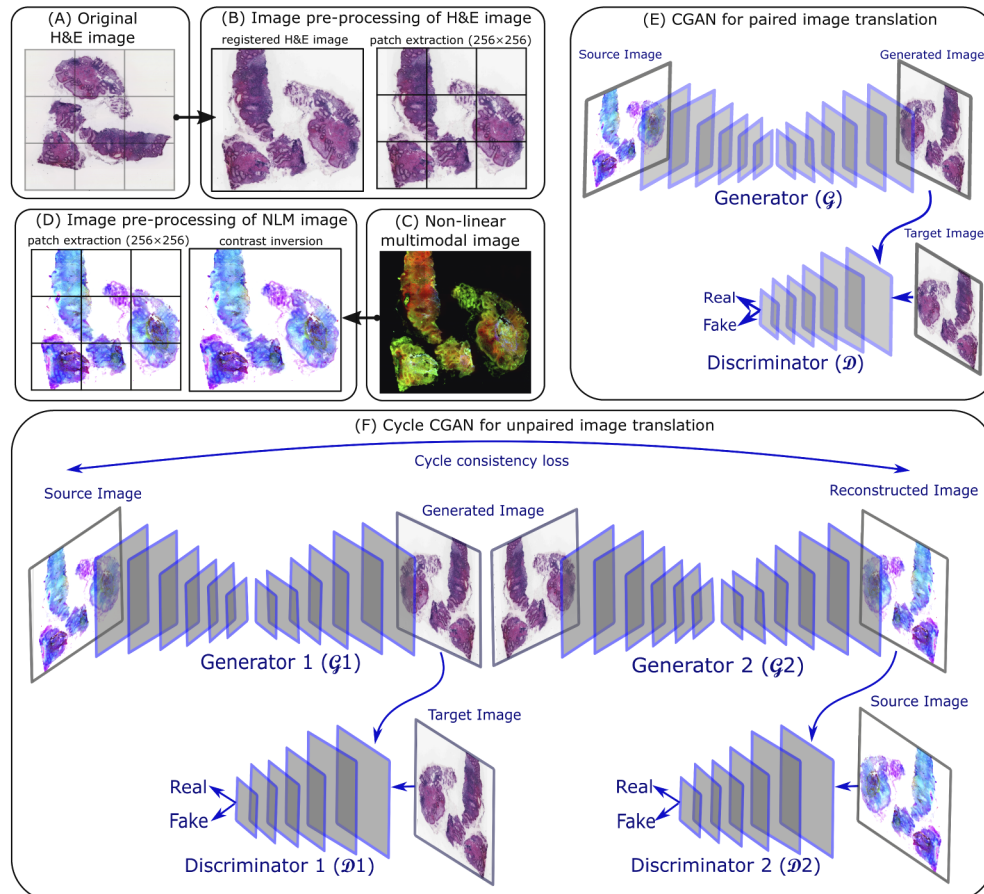 (A) Original
H&E image
(B) Image pre-processing of H&E image
registered H&E image
patch extraction (256×256)
(D) Image pre-processing of NLM image
patch extraction (256×256)
contrast inversion
(C) Non-linear
multimodal image
(E) CGAN for paired image translation
Source Image
Generated Image
Generator (𝒢)
Target Image
Real
Fake
Discriminator (𝒟)
(F) Cycle CGAN for unpaired image translation
Cycle consistency loss
Source Image
Generated Image
Reconstructed Image
Generator 1 (𝒢1)
Generator 2 (𝒢2)
Target Image
Source Image
Real
Fake
Real
Fake
Discriminator 1 (𝒟1)
Discriminator 2 (𝒟2)